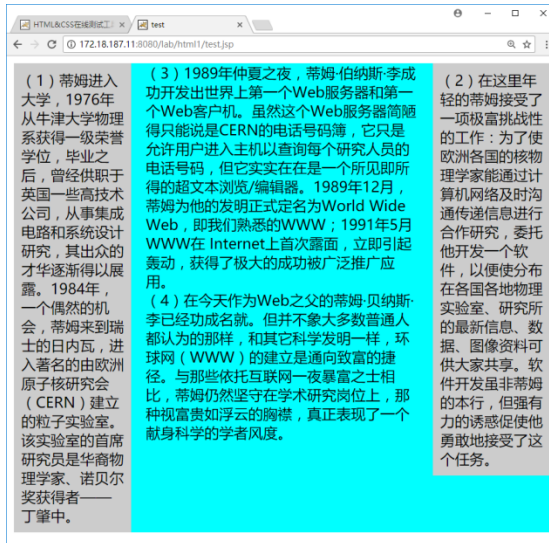 HTML&CSS在线测试工
test
172.18.187.11:8080/lab/html1/test.jsp
（1）蒂姆进入
大学，1976年
从牛津大学物理
系获得一级荣誉
学位，毕业之
后，曾经供职于
英国一些高技术
公司，从事集成
电路和系统设计
研究，其出众的
才华逐渐得以展
露。1984年，
一个偶然的机
会，蒂姆来到瑞
士的日内瓦，进
入著名的由欧洲
原子核研究会
（CERN）建立
的粒子实验室。
该实验室的首席
研究员是华裔物
理学家、诺贝尔
奖获得者——
丁肇中。
（3）1989年仲夏之夜，蒂姆·伯纳斯·李成
功开发出世界上第一个Web服务器和第一
个Web客户机。虽然这个Web服务器简陋
得只能说是CERN的电话号码簿，它只是
允许用户进入主机以查询每个研究人员的
电话号码，但它实实在在是一个所见即所
得的超文本浏览/编辑器。1989年12月，
蒂姆为他的发明正式定名为World Wide
Web，即我们熟悉的WWW；1991年5月
WWW在 Internet上首次露面，立即引起
轰动，获得了极大的成功被广泛推广应
用。
（4）在今天作为Web之父的蒂姆·贝纳斯·
李已经功成名就。但并不象大多数普通人
都认为的那样，和其它科学发明一样，环
球网（WWW）的建立是通向致富的捷
径。与那些依托互联网一夜暴富之士相
比，蒂姆仍然坚守在学术研究岗位上，那
种视富贵如浮云的胸襟，真正表现了一个
献身科学的学者风度。
（2）在这里年
轻的蒂姆接受了
一项极富挑战性
的工作：为了使
欧洲各国的核物
理学家能通过计
算机网络及时沟
通传递信息进行
合作研究，委托
他开发一个软
件，以便使分布
在各国各地物理
实验室、研究所
的最新信息、数
据、图像资料可
供大家共享。软
件开发虽非蒂姆
的本行，但强有
力的诱惑促使他
勇敢地接受了这
个任务。